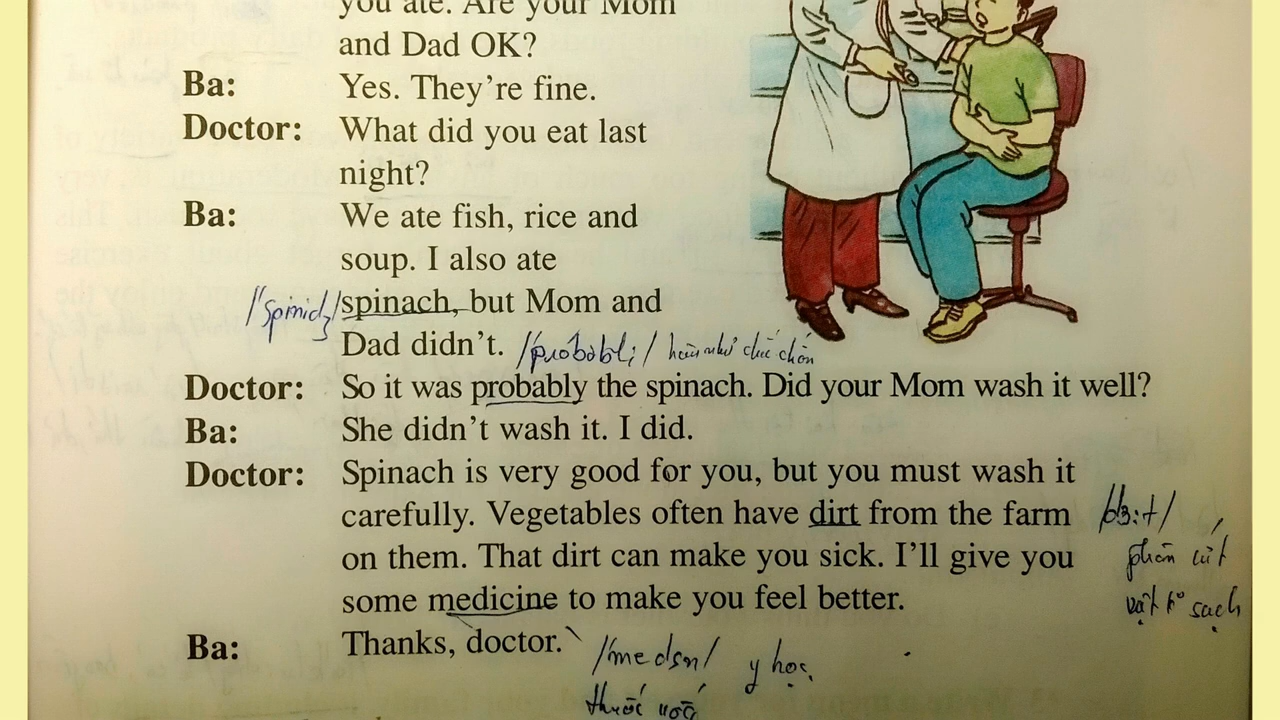 you ate. Are your Mom
and Dad OK?
Ba: Yes. They're fine.
Doctor: What did you eat last
night?
Ba: We ate fish, rice and
soup. I also ate
/'spinidʒ/ spinach, but Mom and
Dad didn't. /'próbəbli/
Doctor: So it was probably the spinach. Did your Mom wash it well?
Ba: She didn't wash it. I did.
Doctor: Spinach is very good for you, but you must wash it
carefully. Vegetables often have dirt from the farm /dɜ:t/
on them. That dirt can make you sick. I'll give you phân cứt
some medicine to make you feel better. vật k° sạch
Ba: Thanks, doctor. /'medsn/ y học
thuốc uống